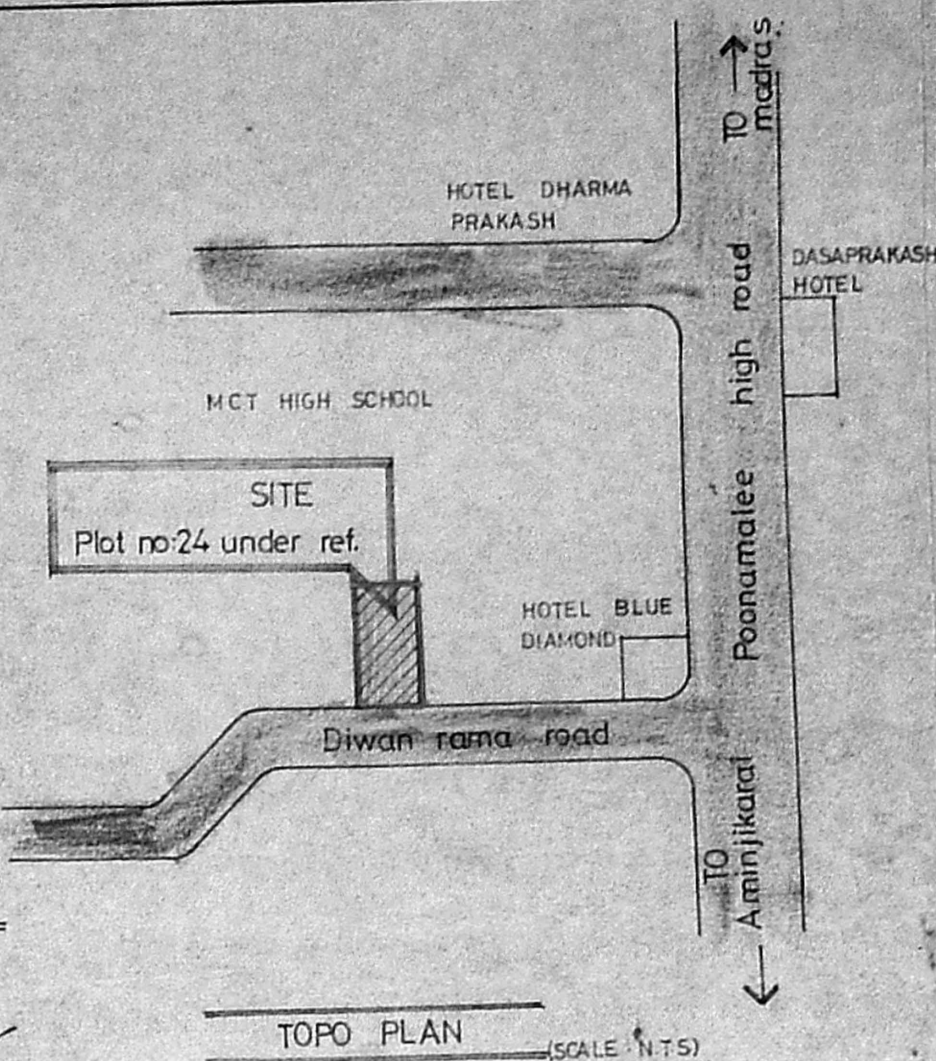 TO →
madras
HOTEL DHARMA
PRAKASH
DASAPRAKASH
HOTEL
Poonamalee high road
MCT HIGH SCHOOL
SITE
Plot no:24 under ref.
HOTEL BLUE
DIAMOND
Diwan rama road
TO
← Aminjikarai
TOPO PLAN
(SCALE N.T.S)